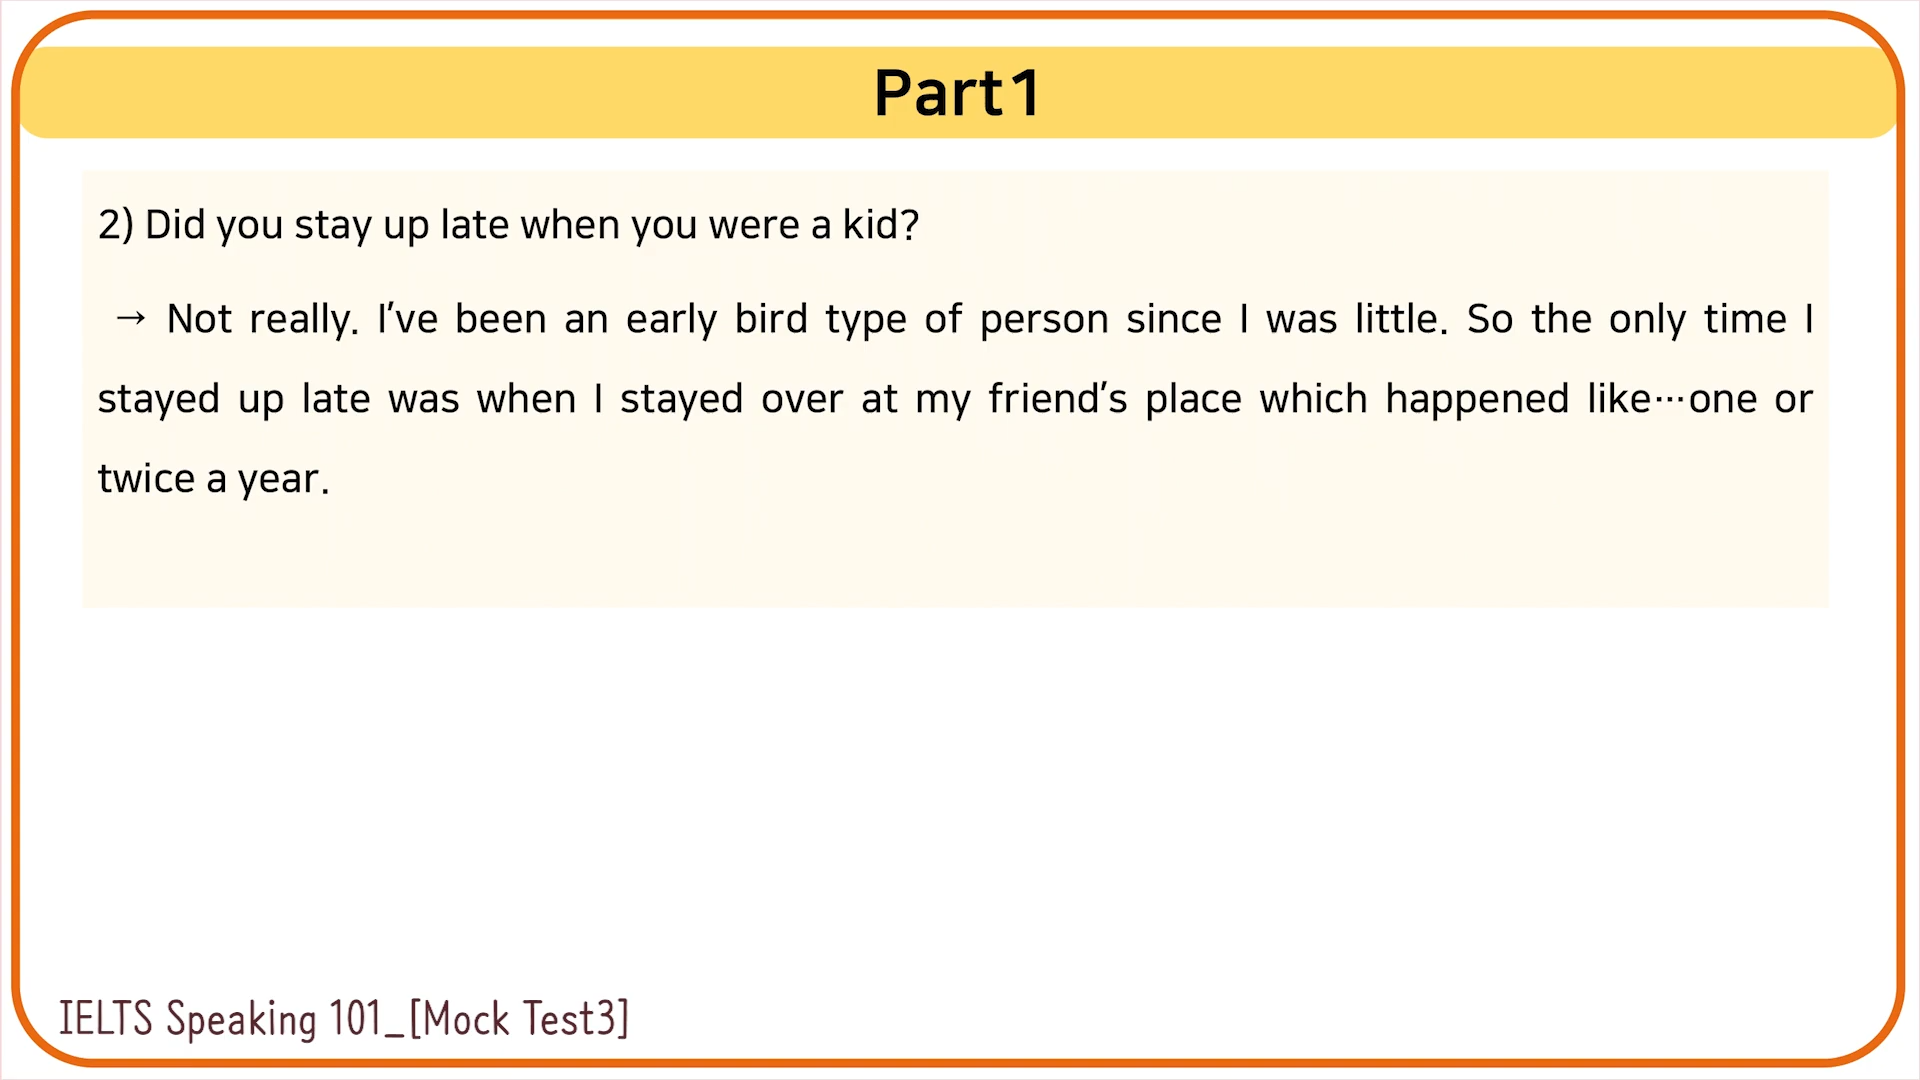 Part1
2) Did you stay up late when you were a kid?
→ Not really. I’ve been an early bird type of person since I was little. So the only time I
stayed up late was when I stayed over at my friend’s place which happened like…one or
twice a year.
IELTS Speaking 101_[Mock Test3]